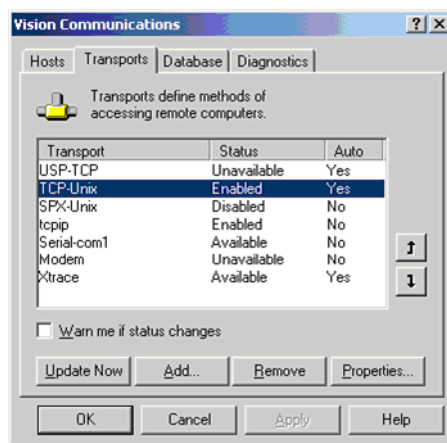 Vision Communications ? X
Hosts Transports Database Diagnostics
Transports define methods of
accessing remote computers.
Transport Status Auto
USP-TCP Unavailable Yes
TCP-Unix Enabled Yes
SPX-Unix Disabled No
tcpip Enabled No
Serial-com1 Available No
Modem Unavailable No
Xtrace Available Yes
Warn me if status changes
Update Now Add... Remove Properties...
OK Cancel Apply Help